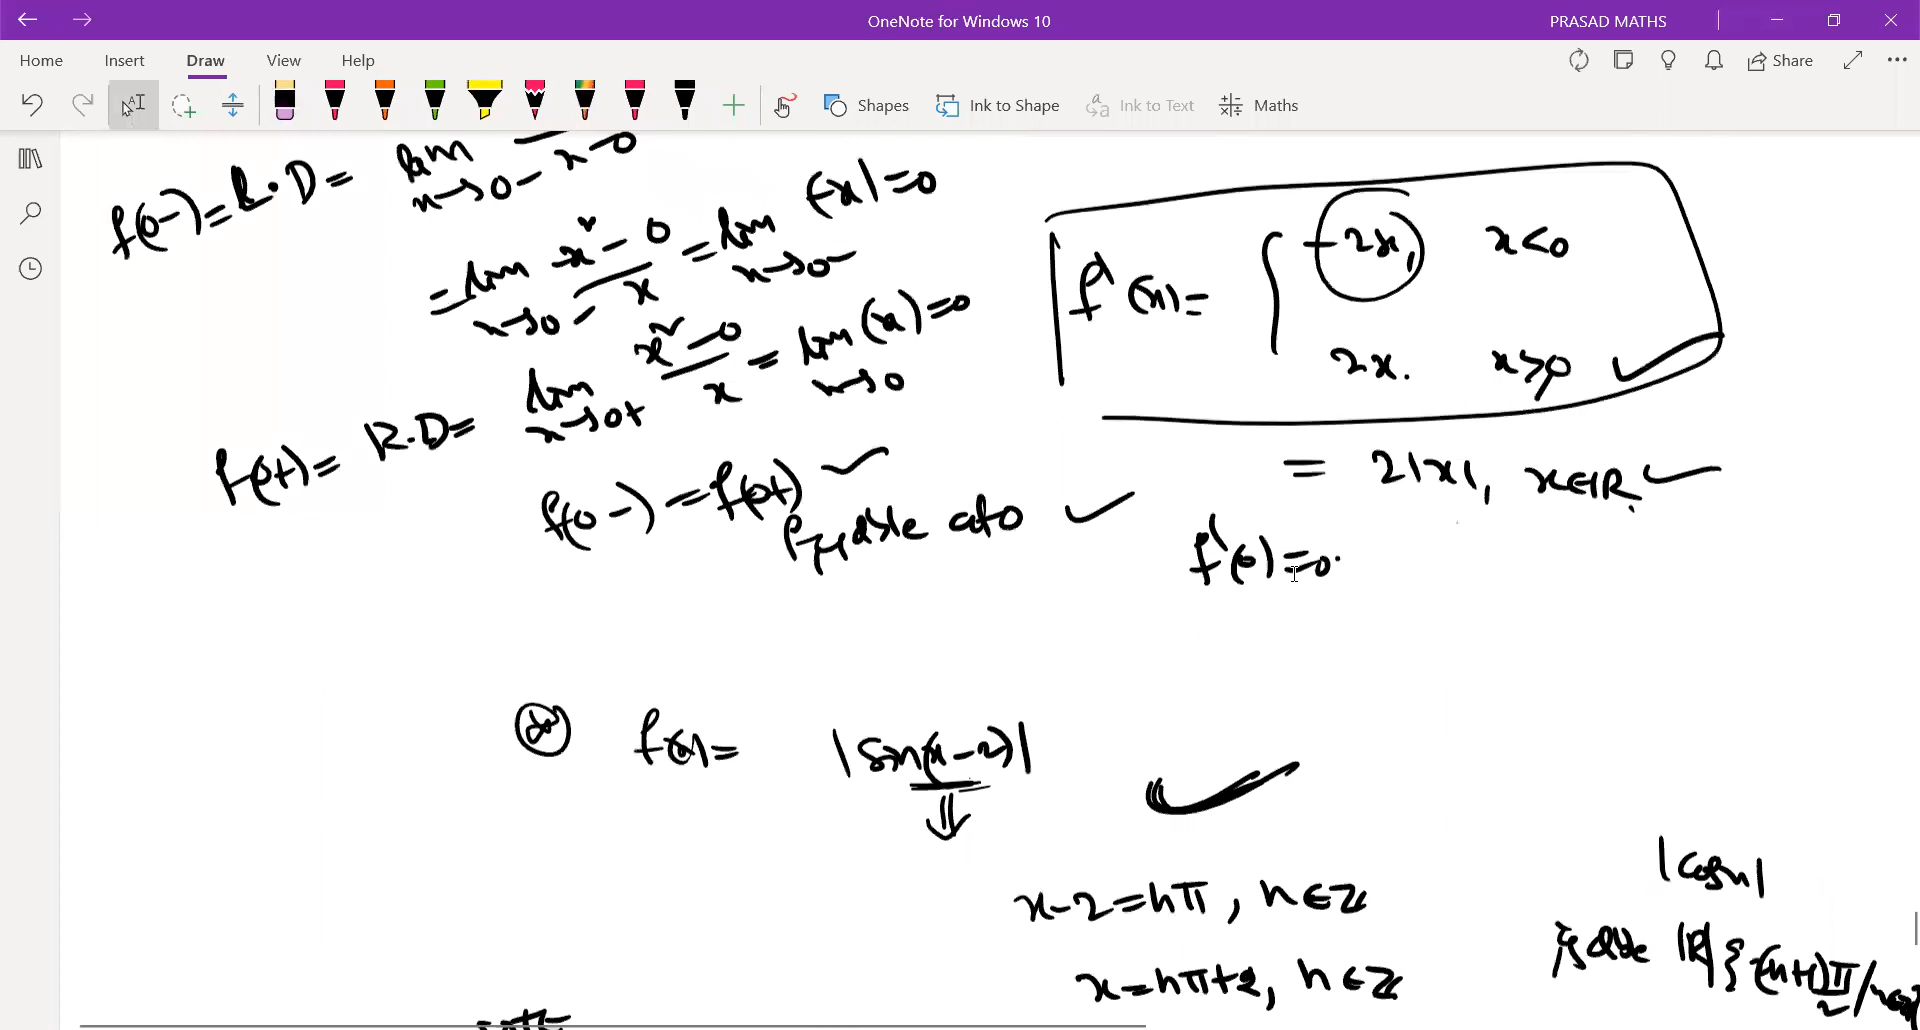 OneNote for Windows 10
PRASAD MATHS
Home Insert Draw View Help
Share
Shapes Ink to Shape Ink to Text Maths
f(0-) = L.D = lim x→0- x-0
= lim x→0- x²-0 / x = lim x→0- (-x) = 0
f(0+) = R.D = lim x→0+ x²-0 / x = lim x→0 (x) = 0
f(0-) = f(0+)
at 0
f'(x) = { -2x, x<0
2x. x>0
= 2|x|, x∈R.
f'(0)=0.
f(x) = |sin(x-2)|
x-2=nπ, n∈Z
x=nπ+2, n∈Z
|cosx|